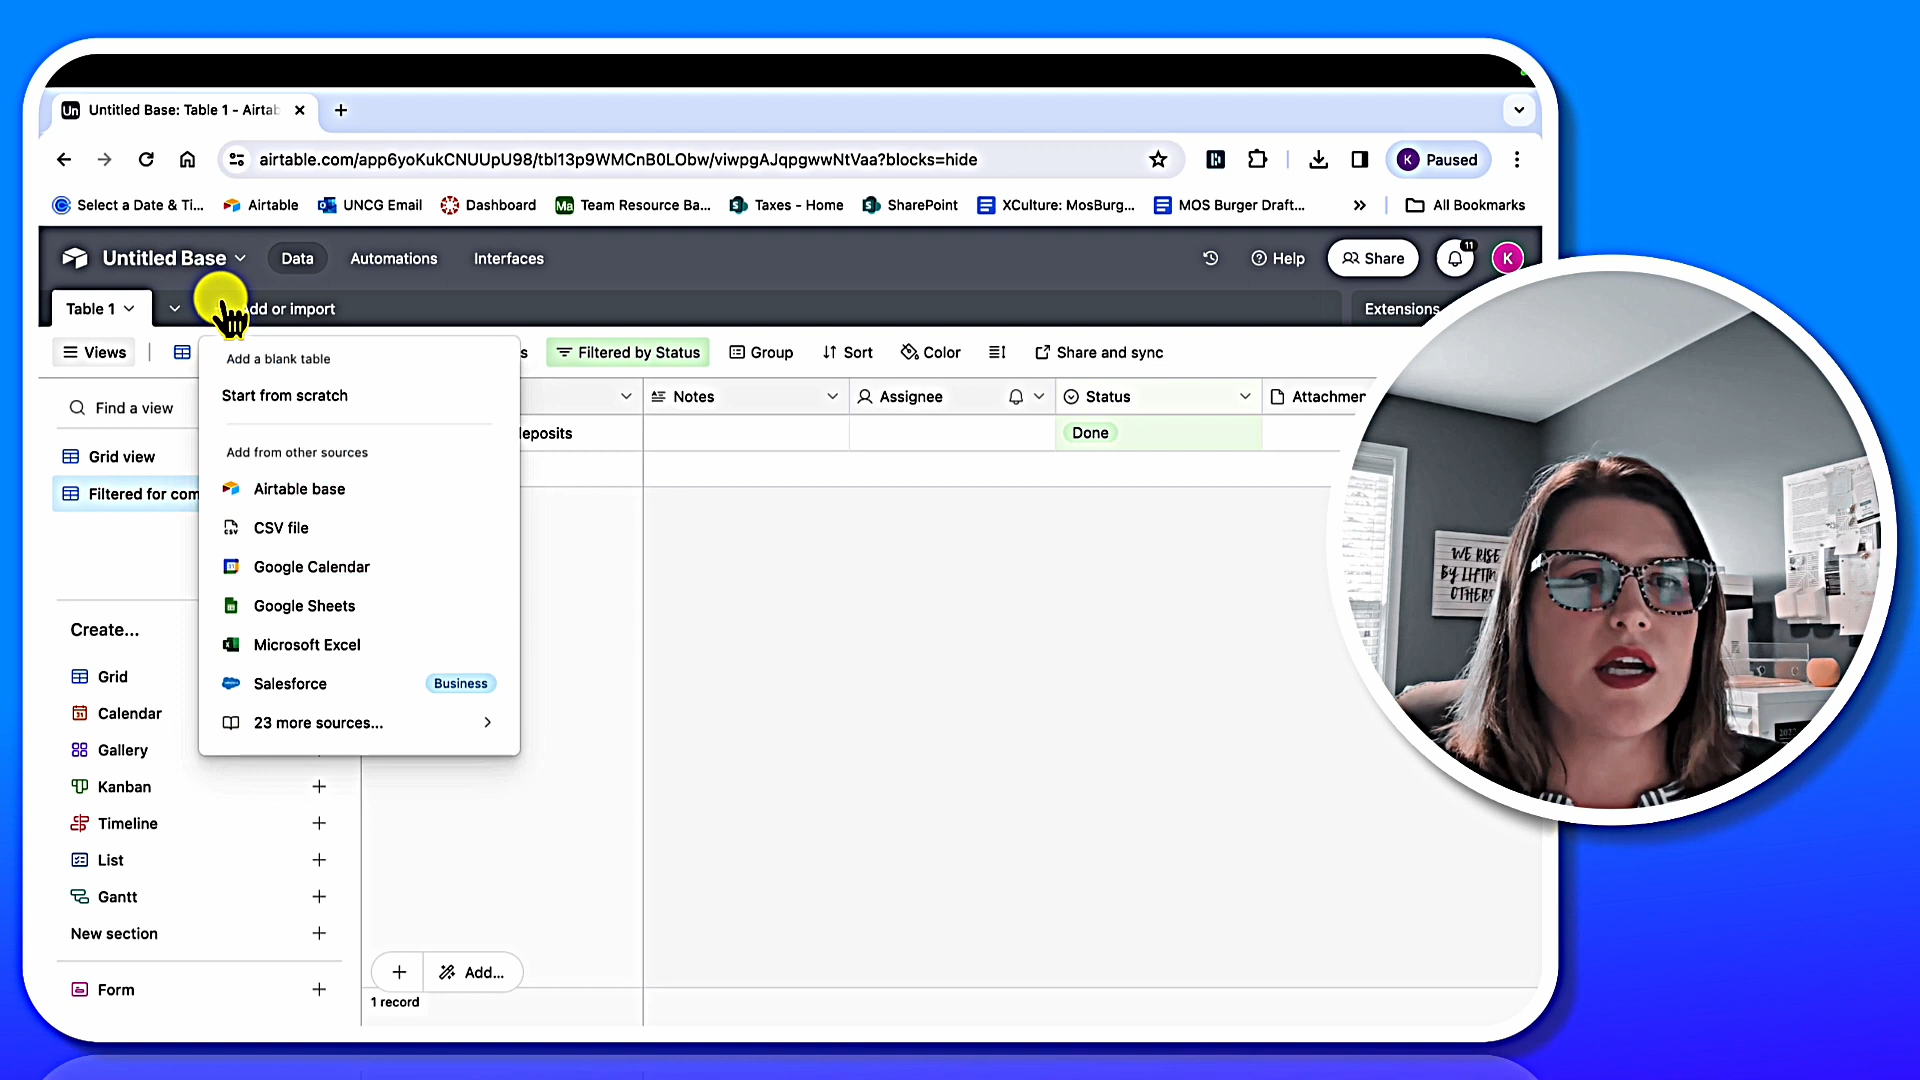 Un Untitled Base: Table 1 - Airtab
airtable.com/app6yoKukCNUUpU98/tbl13p9WMCnB0LObw/viwpgAJqpgwwNtVaa?blocks=hide
K Paused
Select a Date & Ti... Airtable UNCG Email Dashboard Ma Team Resource Ba... Taxes - Home SharePoint XCulture: MosBurg... MOS Burger Draft... All Bookmarks
Untitled Base Data Automations Interfaces Help Share 11 K
Table 1 dd or import Extensions
Views s Filtered by Status Group Sort Color Share and sync
Add a blank table
Start from scratch
Add from other sources
Airtable base
CSV file
Google Calendar
Google Sheets
Microsoft Excel
Salesforce Business
23 more sources...
Find a view
Grid view
Filtered for com
Notes Assignee Status Attachmen
deposits Done
Create...
Grid
Calendar
Gallery
Kanban
Timeline
List
Gantt
New section
Form
Add...
1 record
WE RISE
BY LIFTIN
OTHERS